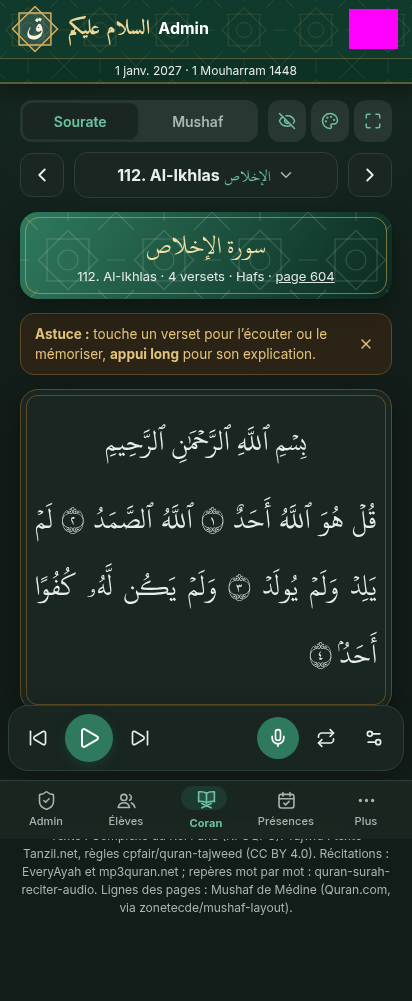 ق السلام عليكم Admin
1 janv. 2027 · 1 Mouharram 1448
Sourate Mushaf
112. Al-Ikhlas الإخلاص
سورة الإخلاص
112. Al-Ikhlas · 4 versets · Hafs · page 604
Astuce : touche un verset pour l’écouter ou le
mémoriser, appui long pour son explication.
بِسْمِ ٱللَّهِ ٱلرَّحْمَٰنِ ٱلرَّحِيمِ
قُلْ هُوَ ٱللَّهُ أَحَدٌ ١ ٱللَّهُ ٱلصَّمَدُ ٢ لَمْ
يَلِدْ وَلَمْ يُولَدْ ٣ وَلَمْ يَكُن لَّهُۥ كُفُوًا
أَحَدٌۢ ٤
Admin Élèves Coran Présences Plus
Tanzil.net, règles cpfair/quran-tajweed (CC BY 4.0). Récitations :
EveryAyah et mp3quran.net ; repères mot par mot : quran-surah-
reciter-audio. Lignes des pages : Mushaf de Médine (Quran.com,
via zonetecde/mushaf-layout).